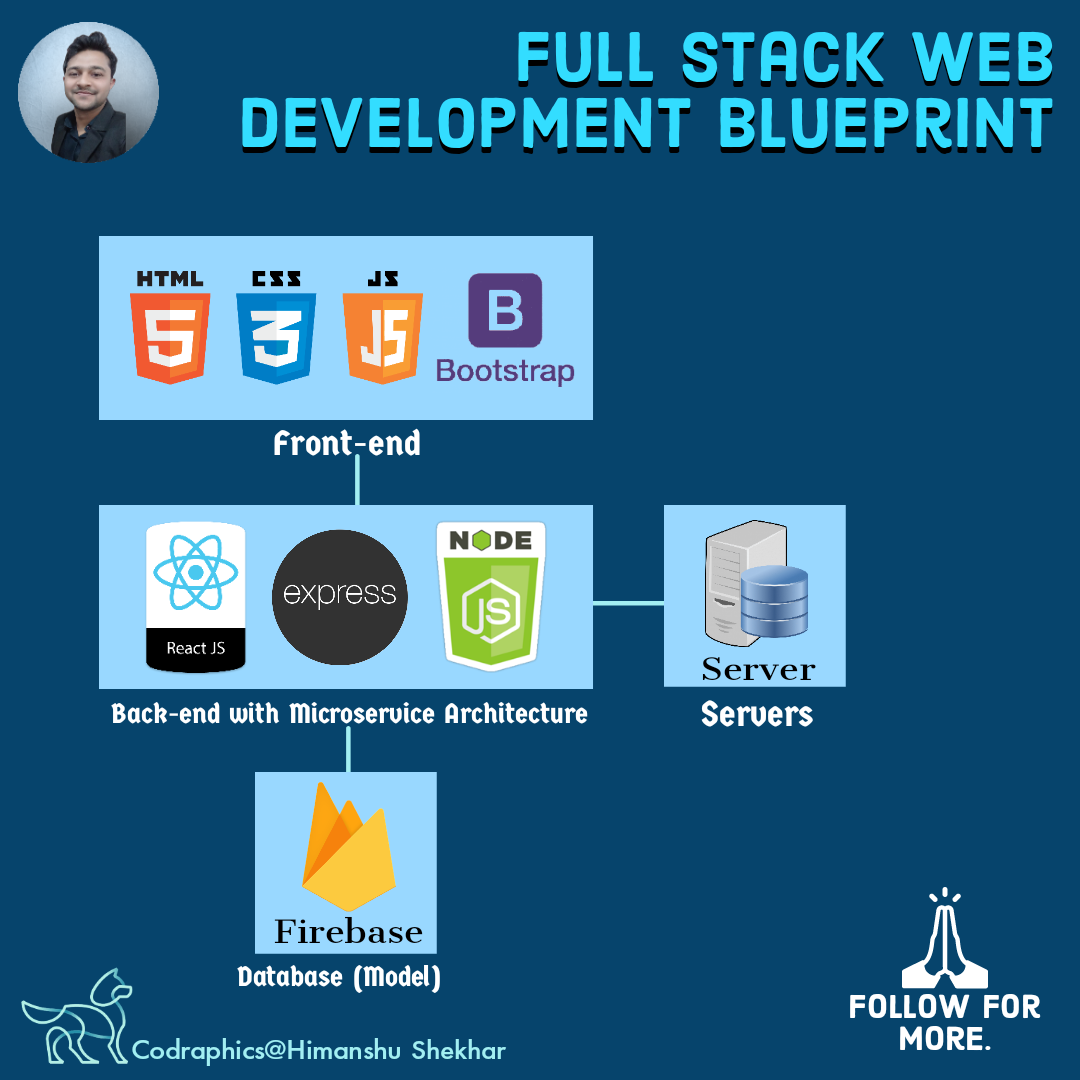 FULL STACK WEB
DEVELOPMENT BLUEPRINT
HTML CSS JS
5 3 JS B
Bootstrap
Front-end
React JS
express
NODE
JS
Server
Back-end with Microservice Architecture
Servers
Firebase
Database (Model)
FOLLOW FOR
MORE.
Codraphics@Himanshu Shekhar